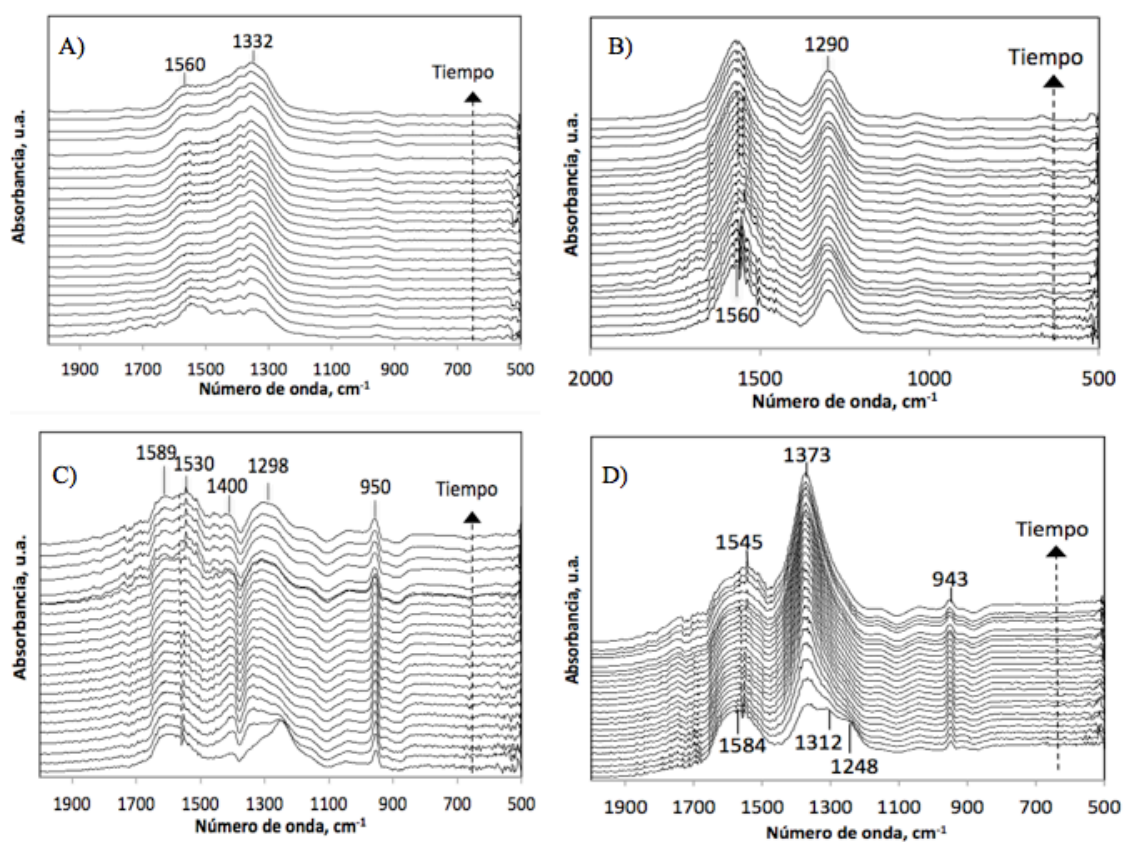 A)
1560
1332
Tiempo
Absorbancia, u.a.
1900 1700 1500 1300 1100 900 700 500
Número de onda, cm-1
B)
1290
Tiempo
1560
Absorbancia, u.a.
2000 1500 1000 500
Número de onda, cm-1
C)
1589
1530
1400
1298
950
Tiempo
Absorbancia, u.a.
1900 1700 1500 1300 1100 900 700 500
Número de onda, cm-1
D)
1373
1545
943
Tiempo
1584
1312
1248
Absorbancia, u.a.
1900 1700 1500 1300 1100 900 700 500
Número de onda, cm-1